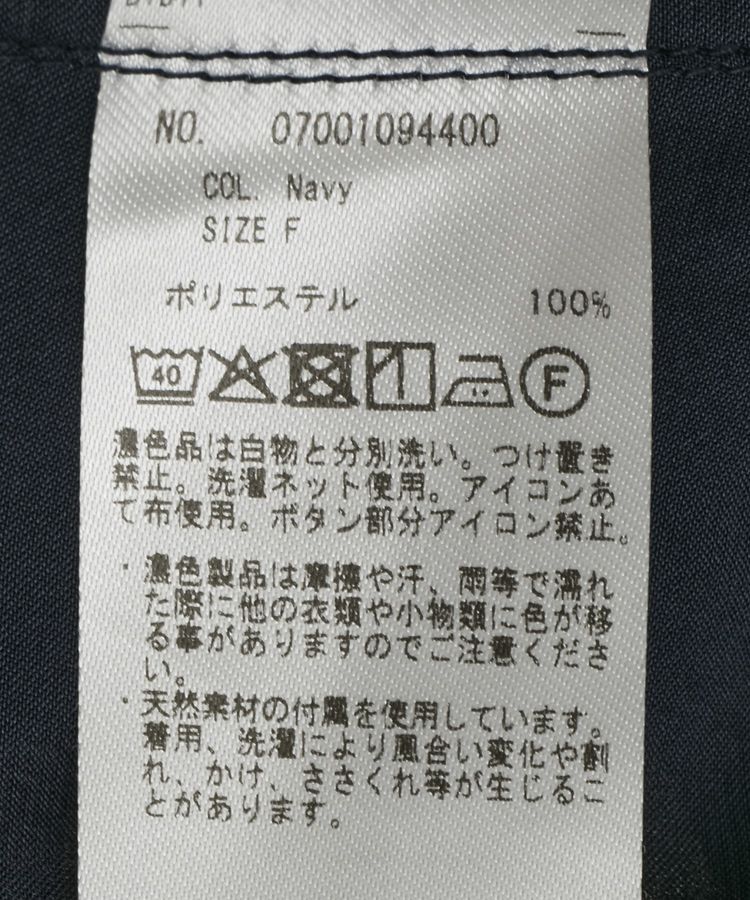 NO. 07001094400
COL. Navy
SIZE F
ポリエステル 100%
40 F
濃色品は白物と分別洗い。つけ置き
禁止。洗濯ネット使用。アイロンあ
て布使用。ボタン部分アイロン禁止。
・濃色製品は摩擦や汗、雨等で濡れ
た際に他の衣類や小物類に色が移
る事がありますのでご注意くださ
い。
・天然素材の付属を使用しています。
着用、洗濯により風合い変化や割
れ、かけ、ささくれ等が生じるこ
とがあります。